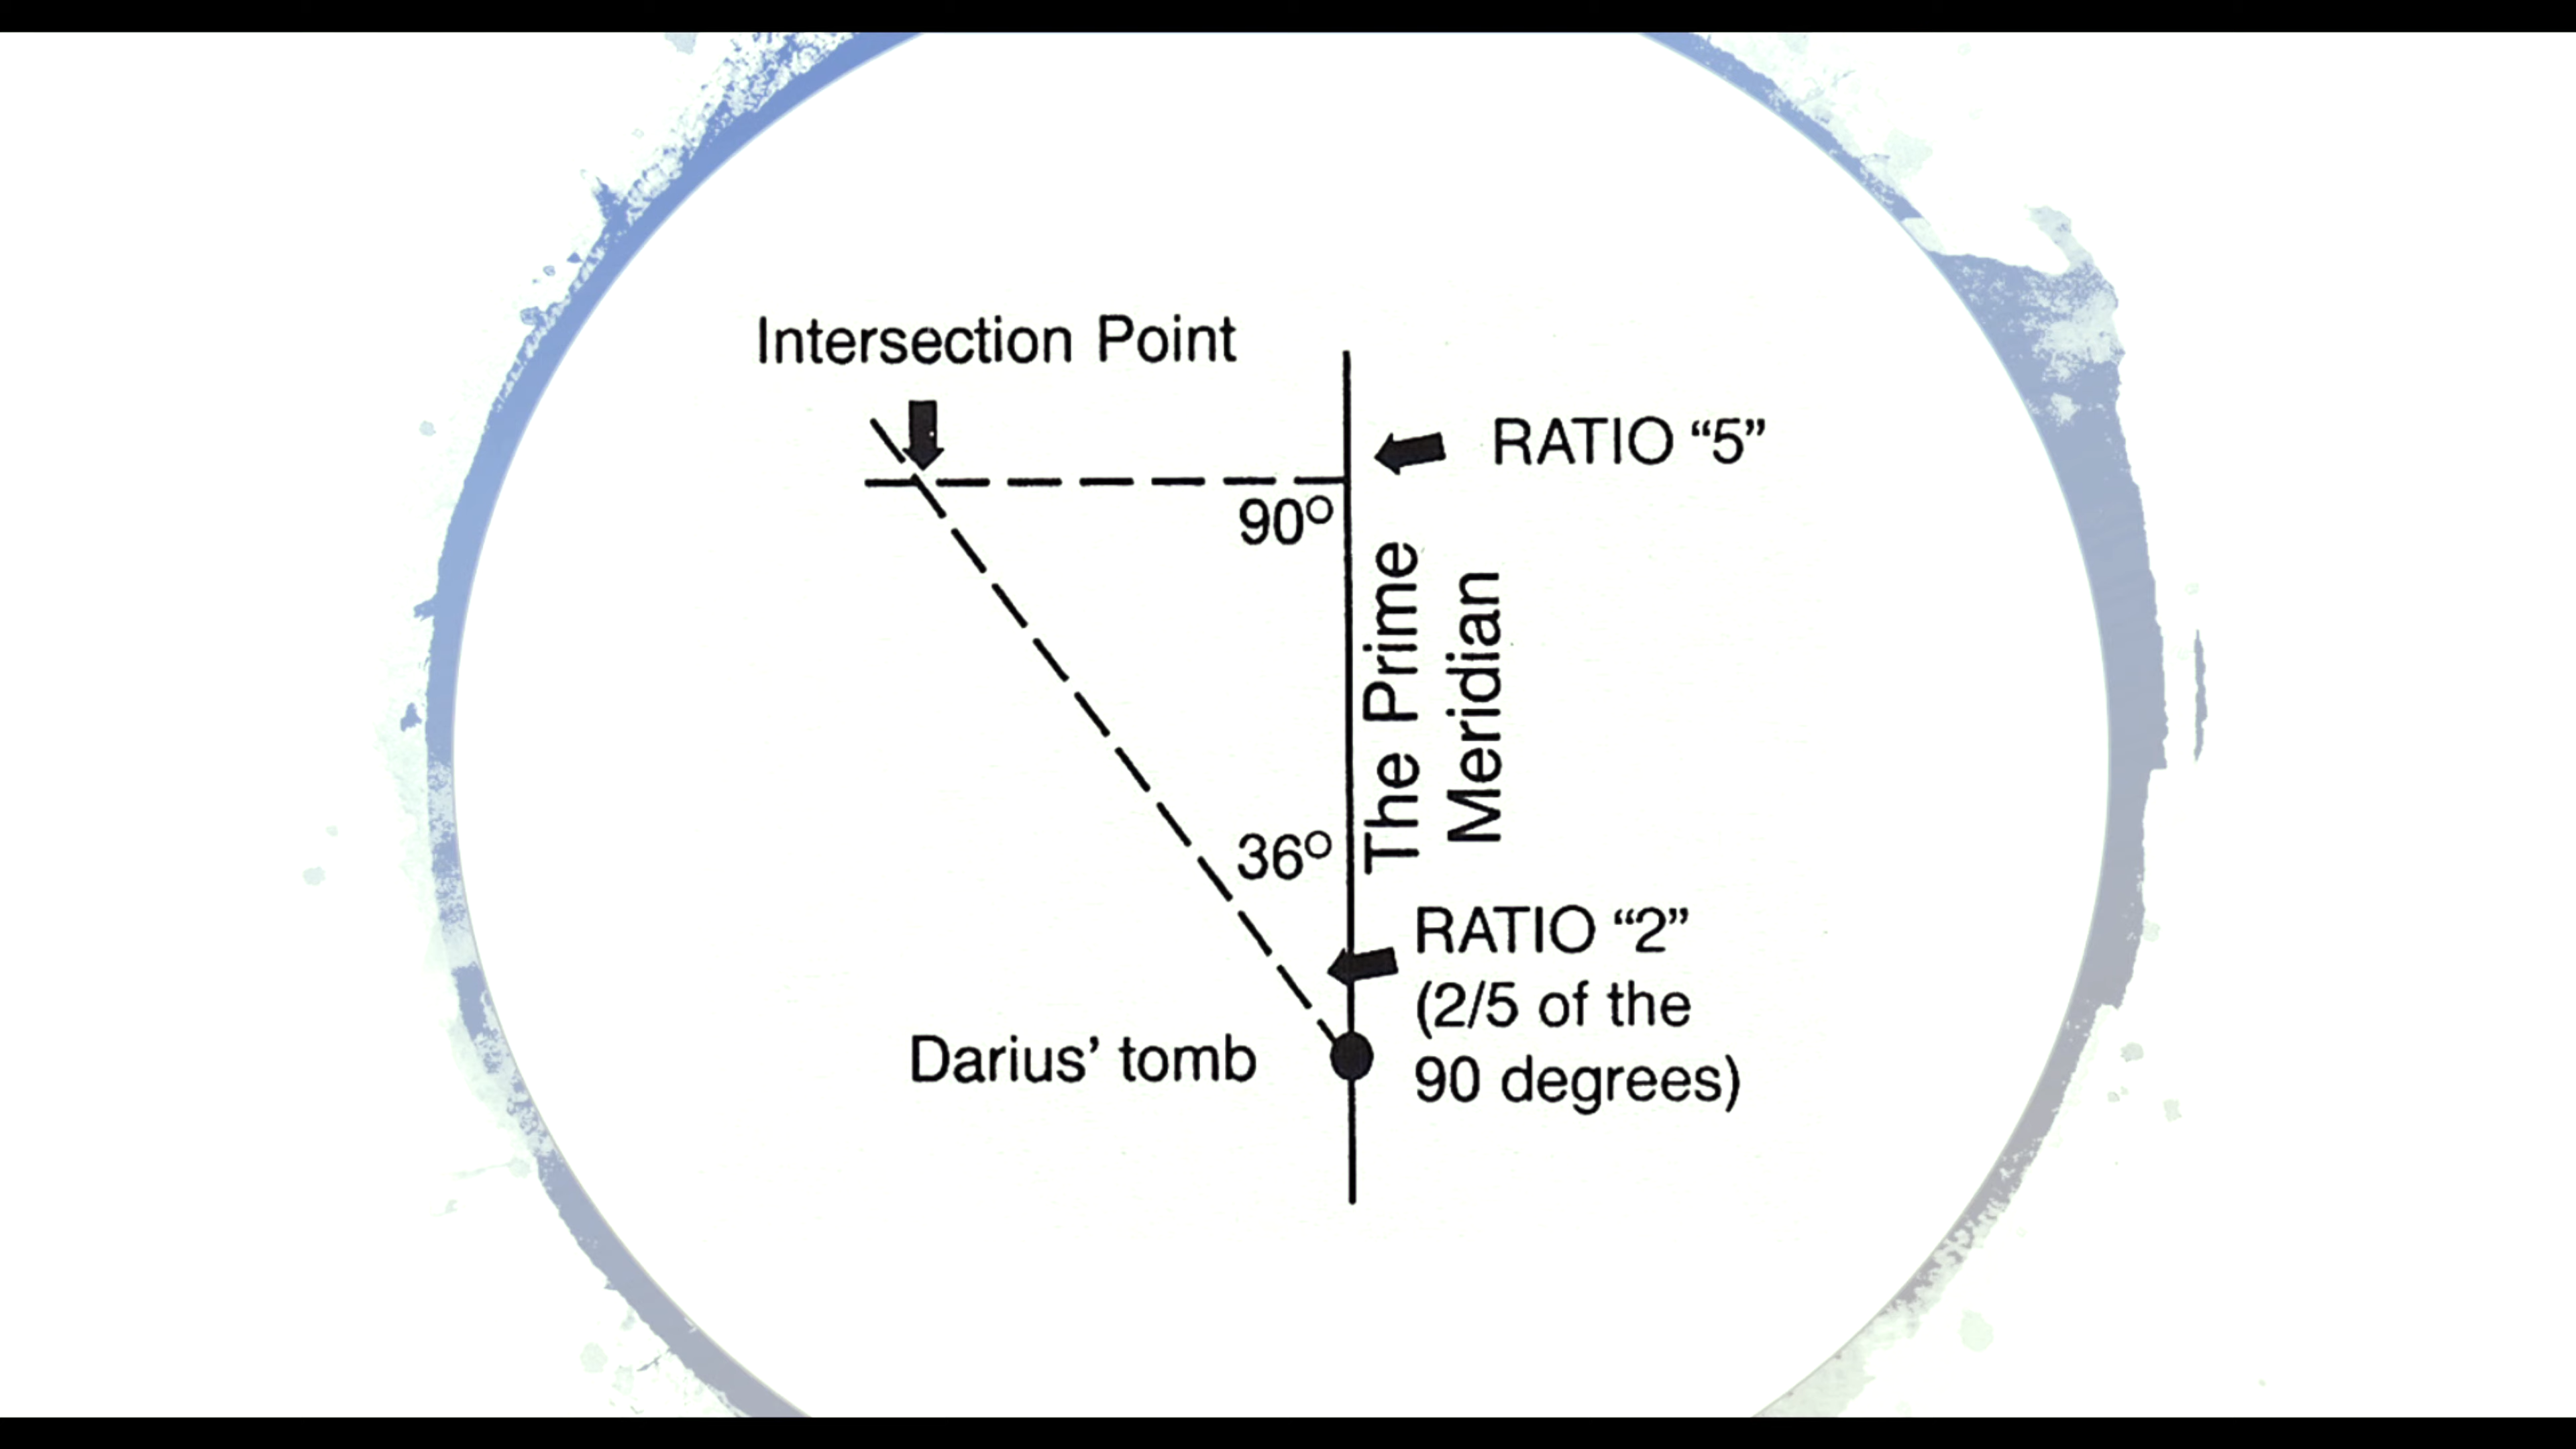 Intersection Point
RATIO “5”
90°
The Prime
Meridian
36°
RATIO “2”
(2/5 of the
90 degrees)
Darius’ tomb